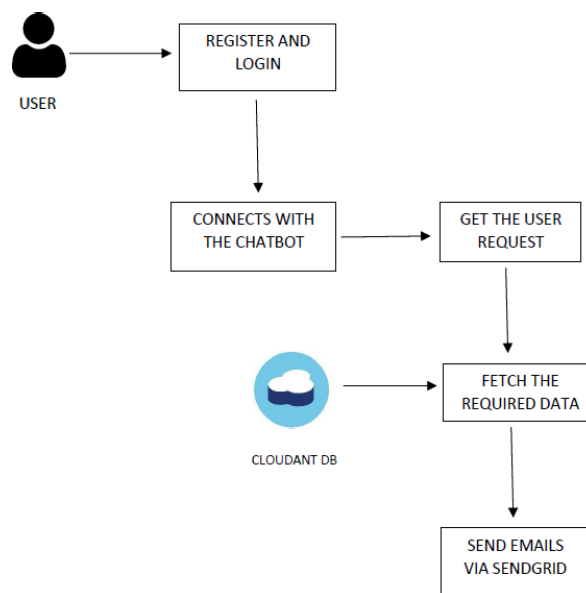 REGISTER AND
LOGIN
USER
CONNECTS WITH
THE CHATBOT
GET THE USER
REQUEST
FETCH THE
REQUIRED DATA
CLOUDANT DB
SEND EMAILS
VIA SENDGRID